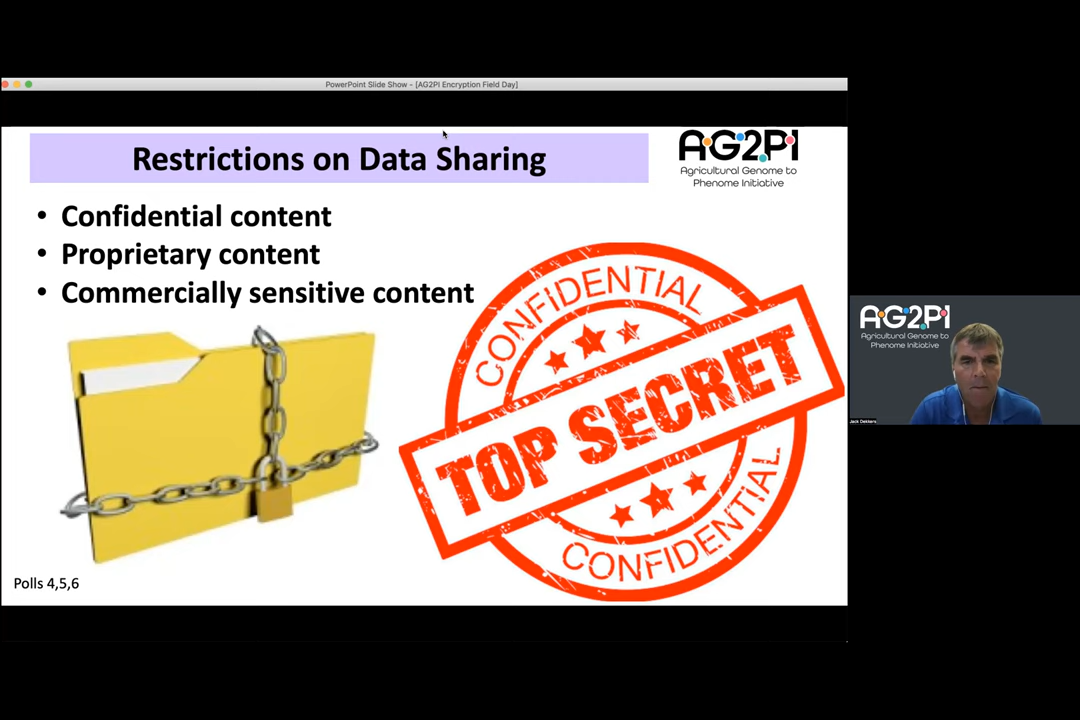 PowerPoint Slide Show - [AG2PI Encryption Field Day]
Restrictions on Data Sharing
AG2PI
Agricultural Genome to
Phenome Initiative
• Confidential content
• Proprietary content
• Commercially sensitive content
CONFIDENTIAL
TOP SECRET
CONFIDENTIAL
Polls 4,5,6
AG2PI
Agricultural Genome to
Phenome Initiative
Jack Dekkers